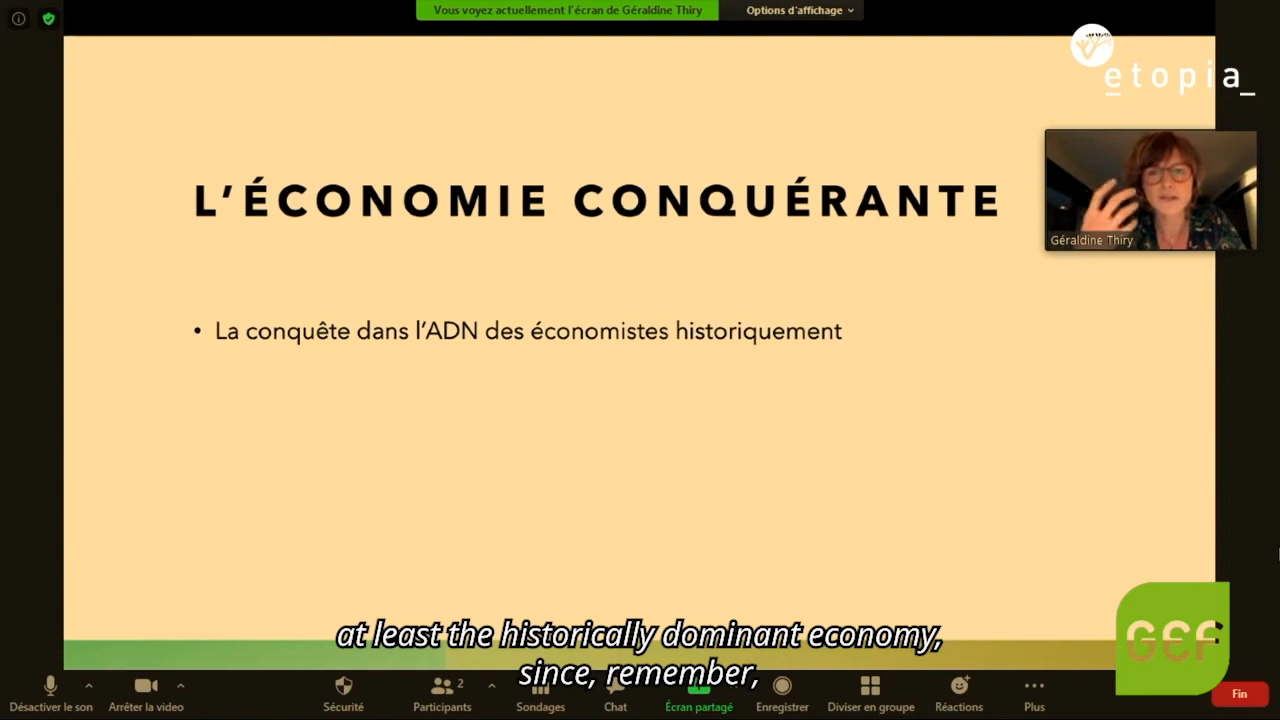 Vous voyez actuellement l'écran de Géraldine Thiry
Options d'affichage
etopia_
L'ÉCONOMIE CONQUÉRANTE
Géraldine Thiry
• La conquête dans l'ADN des économistes historiquement
at least the historically dominant economy,
since, remember,
GEF
2
Désactiver le son
Arrêter la video
Sécurité
Participants
Sondages
Chat
Écran partagé
Enregistrer
Diviser en groupe
Réactions
Plus
Fin